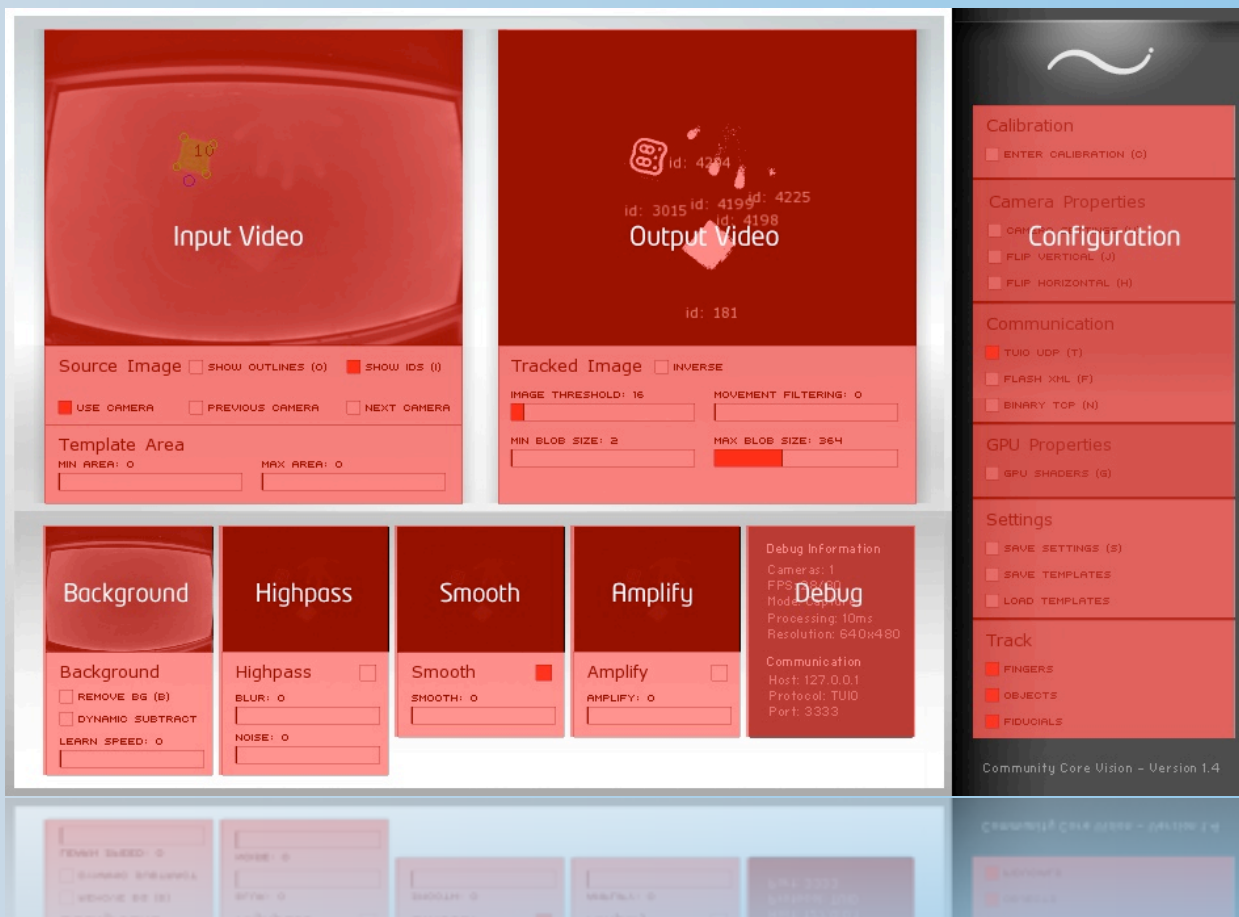 10
Input Video
Source Image
SHOW OUTLINES (O)
SHOW IDS (I)
USE CAMERA
PREVIOUS CAMERA
NEXT CAMERA
Template Area
MIN AREA: 0
MAX AREA: 0
id: 4204
id: 4199
id: 4225
id: 3015
id: 4198
Output Video
id: 181
Tracked Image
INVERSE
IMAGE THRESHOLD: 16
MOVEMENT FILTERING: 0
MIN BLOB SIZE: 2
MAX BLOB SIZE: 364
Background
Background
REMOVE BG (B)
DYNAMIC SUBTRACT
LEARN SPEED: 0
Highpass
Highpass
BLUR: 0
NOISE: 0
Smooth
Smooth
SMOOTH: 0
Amplify
Amplify
AMPLIFY: 0
Debug Information
Cameras: 1
Debug
Processing: 10ms
Resolution: 640x480
Communication
Host: 127.0.0.1
Protocol: TUIO
Port: 3333
Calibration
ENTER CALIBRATION (C)
Camera Properties
Configuration
FLIP VERTICAL (J)
FLIP HORIZONTAL (H)
Communication
TUIO UDP (T)
FLASH XML (F)
BINARY TCP (N)
GPU Properties
GPU SHADERS (G)
Settings
SAVE SETTINGS (S)
SAVE TEMPLATES
LOAD TEMPLATES
Track
FINGERS
OBJECTS
FIDUCIALS
Community Core Vision - Version 1.4